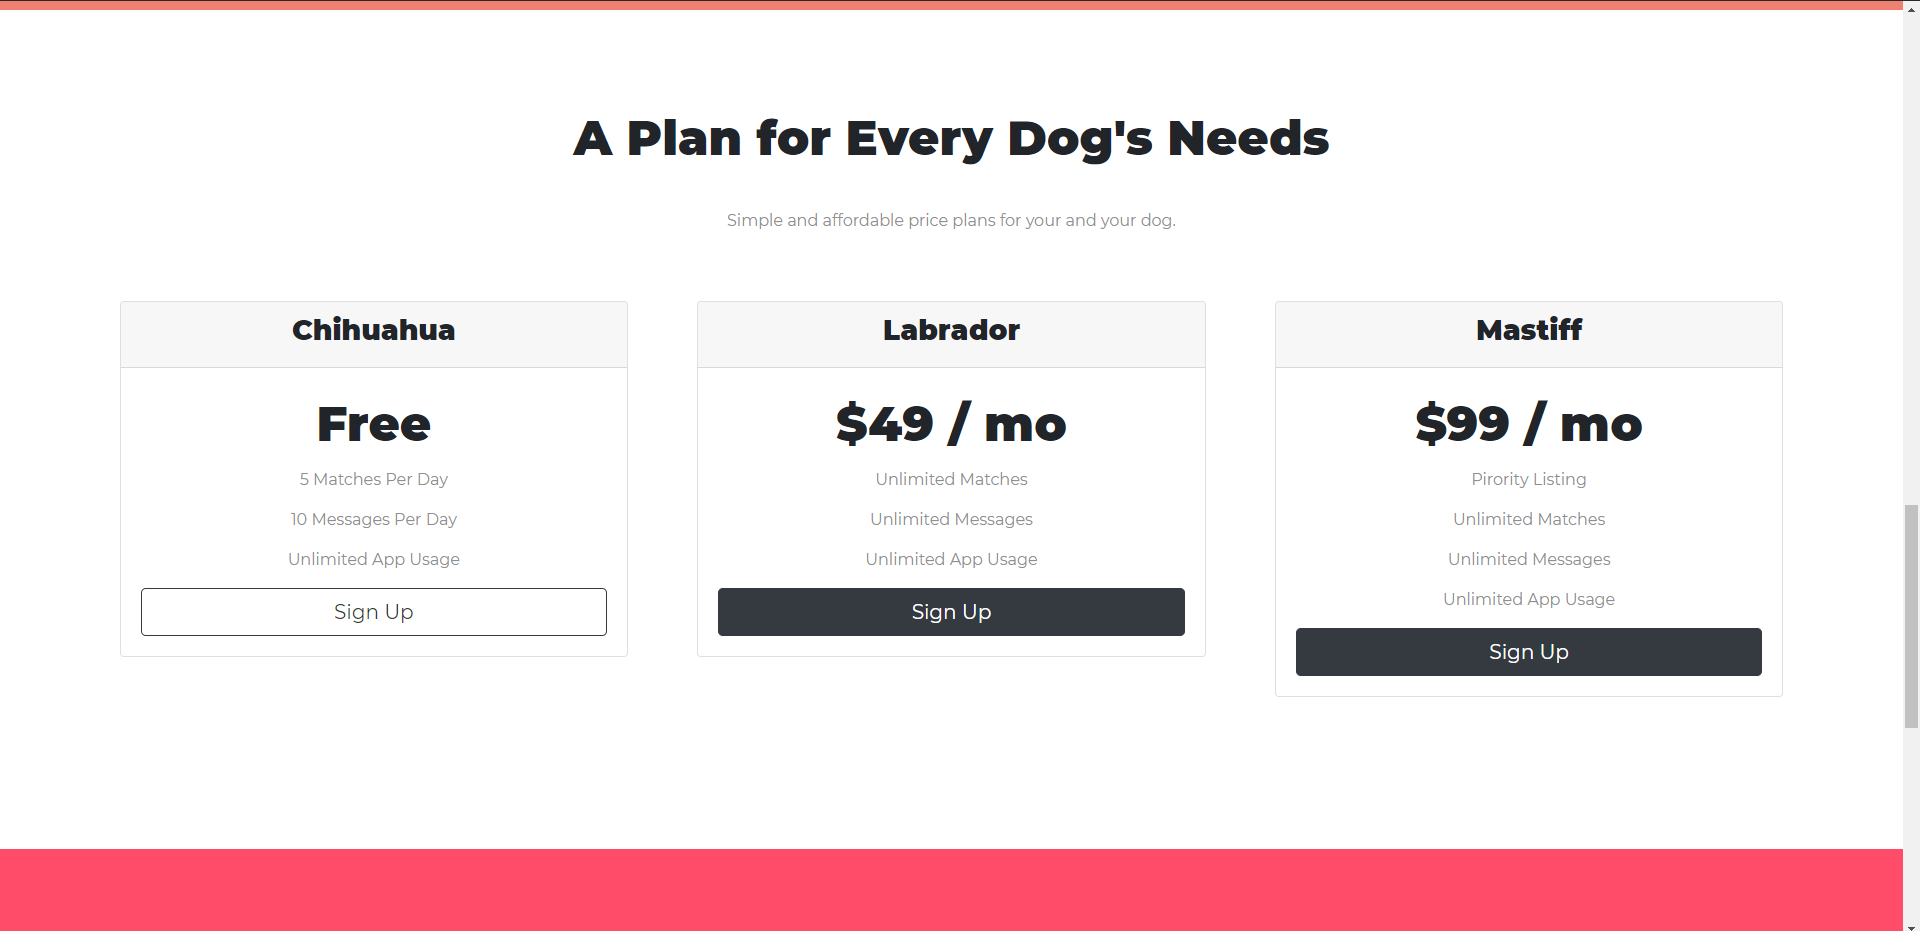 A Plan for Every Dog's Needs
Simple and affordable price plans for your and your dog.
Chihuahua
Free
5 Matches Per Day
10 Messages Per Day
Unlimited App Usage
Sign Up
Labrador
$49 / mo
Unlimited Matches
Unlimited Messages
Unlimited App Usage
Sign Up
Mastiff
$99 / mo
Pirority Listing
Unlimited Matches
Unlimited Messages
Unlimited App Usage
Sign Up